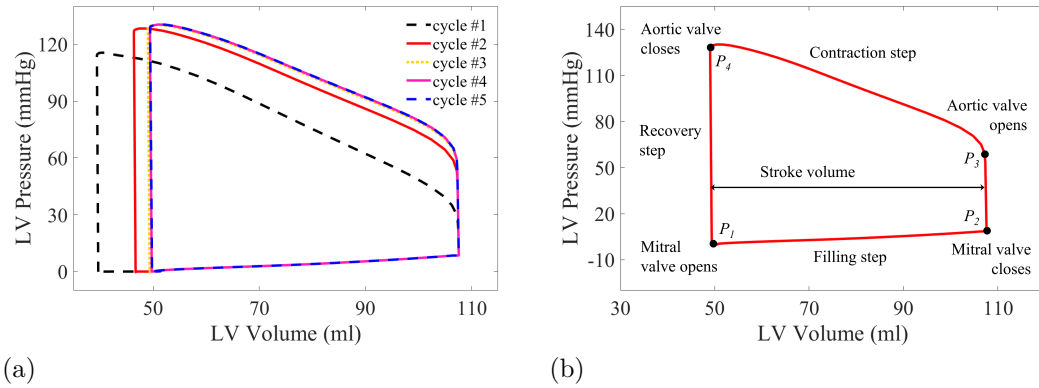 cycle #1
cycle #2
cycle #3
cycle #4
cycle #5
120
90
60
30
0
LV Pressure (mmHg)
50
70
90
110
LV Volume (ml)
(a)
140
110
80
50
20
-10
LV Pressure (mmHg)
Aortic valve
closes
P4
Contraction step
Aortic valve
opens
P3
Recovery
step
Stroke volume
P1
P2
Mitral
valve opens
Filling step
Mitral valve
closes
30
50
70
90
110
LV Volume (ml)
(b)